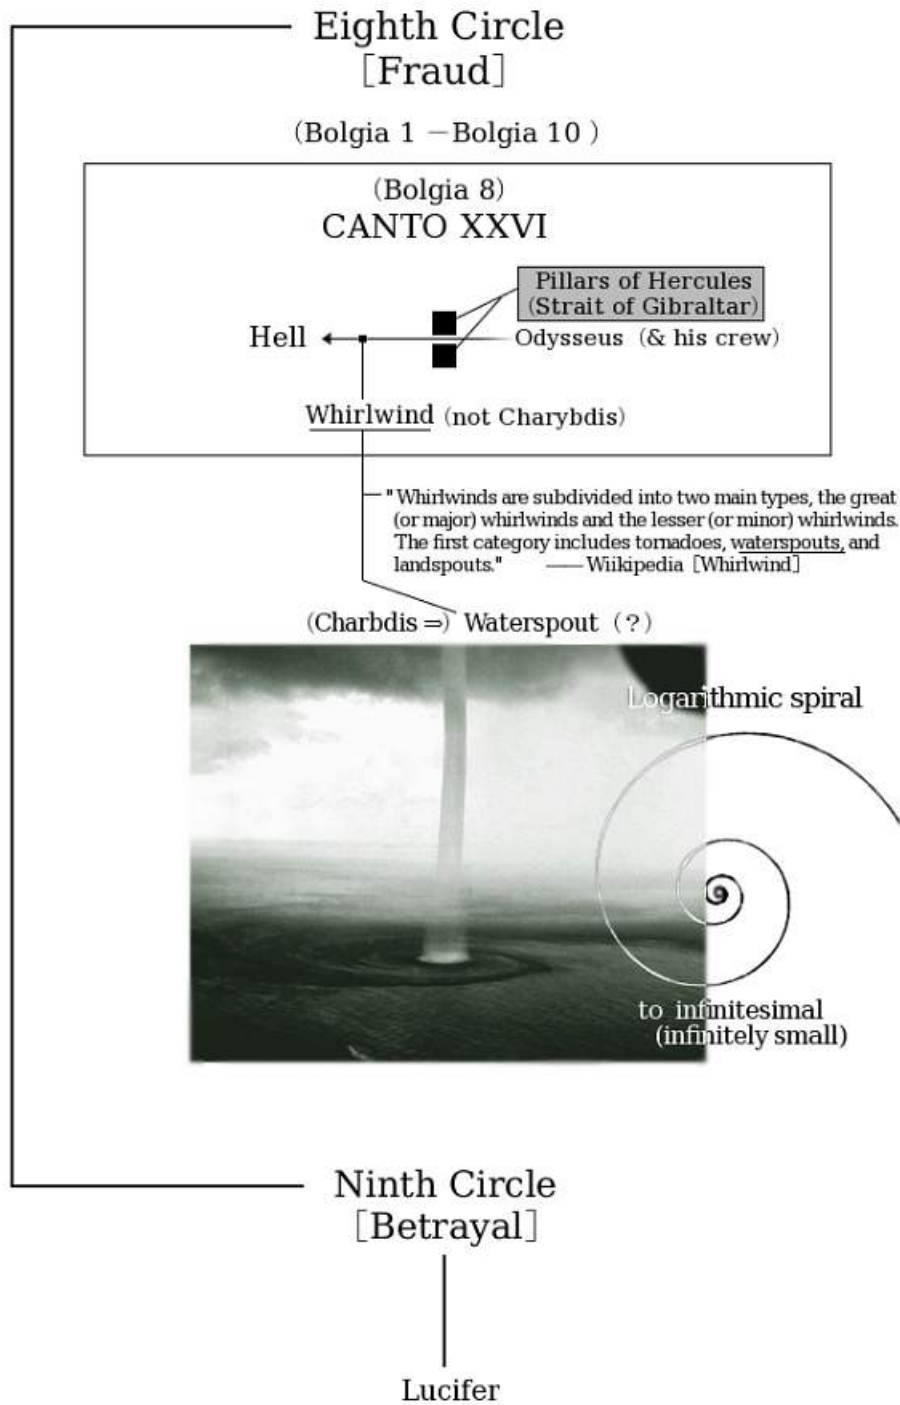 Eighth Circle
[Fraud]
(Bolgia 1 —Bolgia 10 )
(Bolgia 8)
CANTO XXVI
Pillars of Hercules
(Strait of Gibraltar)
Hell
Odysseus (& his crew)
Whirlwind (not Charybdis)
"Whirlwinds are subdivided into two main types, the great
(or major) whirlwinds and the lesser (or minor) whirlwinds.
The first category includes tornadoes, waterspouts, and
landspouts." —— Wiikipedia [Whirlwind]
(Charbdis ⇒) Waterspout (?)
Logarithmic spiral
to infinitesimal
(infinitely small)
Ninth Circle
[Betrayal]
Lucifer